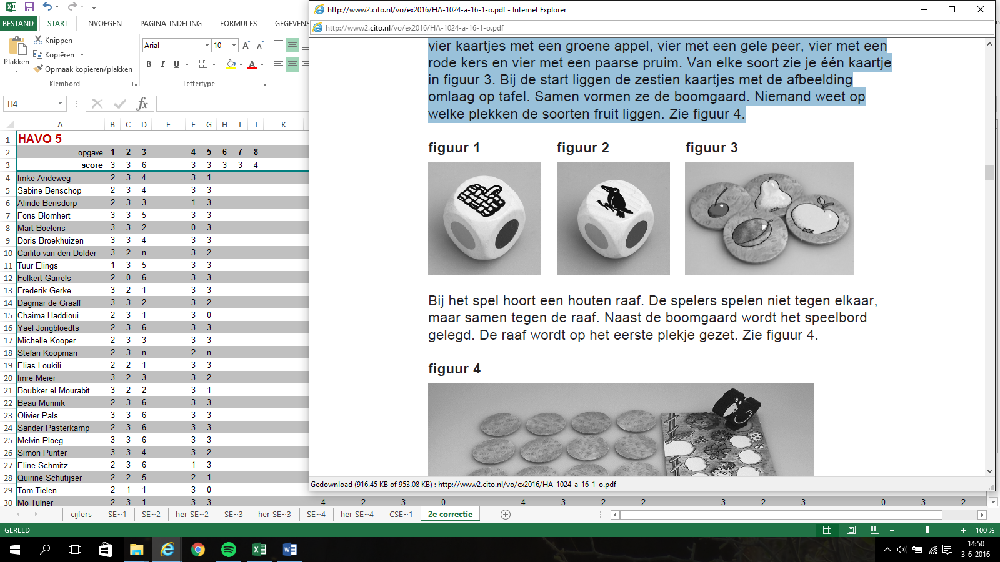 BESTAND START INVOEGEN PAGINA-INDELING FORMULES GEGEVENS
Plakken
Knippen
Kopiëren
Opmaak kopiëren/plakken
Klembord
Arial 10
B I U
Lettertype
H4
A B C D E F G H I J K
1 HAVO 5
2 opgave 1 2 3 4 5 6 7 8
3 score 3 3 6 3 3 3 3 4
4 Imke Andeweg 2 3 4 3 1
5 Sabine Benschop 2 3 4 3 3
6 Alinde Bensdorp 2 3 3 1 3
7 Fons Blomhert 3 3 5 3 3
8 Mart Boelens 3 3 2 0 3
9 Doris Broekhuizen 3 3 4 3 3
10 Carlito van den Dolder 3 2 n 3 2
11 Tuur Elings 1 3 5 3 3
12 Folkert Garrels 2 0 6 3 3
13 Frederik Gerke 3 2 1 3 3
14 Dagmar de Graaff 3 3 2 3 2
15 Chaima Haddioui 2 3 1 3 0
16 Yael Jongbloedts 2 3 6 3 3
17 Michelle Kooper 2 3 3 3 3
18 Stefan Koopman 2 3 n 2 n
19 Elias Loukili 2 2 1 3 3
20 Imre Meier 3 2 3 3 2
21 Boubker el Mourabit 3 2 2 3 1
22 Beau Munnik 2 3 6 3 3
23 Olivier Pals 3 3 6 3 3
24 Sander Pasterkamp 2 3 6 3 3
25 Melvin Ploeg 3 3 6 3 3
26 Simon Punter 3 3 4 3 2
27 Eline Schmitz 2 3 6 1 3
28 Quirine Schutijser 2 2 5 2 1
29 Tom Tielen 2 1 1 3 0
30 Mo Tulner 2 3 1 3 3 4 2 3 0 4 3 2 2 3 2 3 0 3 2
http://www2.cito.nl/vo/ex2016/HA-1024-a-16-1-o.pdf - Internet Explorer
http://www2.cito.nl/vo/ex2016/HA-1024-a-16-1-o.pdf
vier kaartjes met een groene appel, vier met een gele peer, vier met een
rode kers en vier met een paarse pruim. Van elke soort zie je één kaartje
in figuur 3. Bij de start liggen de zestien kaartjes met de afbeelding
omlaag op tafel. Samen vormen ze de boomgaard. Niemand weet op
welke plekken de soorten fruit liggen. Zie figuur 4.
figuur 1 figuur 2 figuur 3
Bij het spel hoort een houten raaf. De spelers spelen niet tegen elkaar,
maar samen tegen de raaf. Naast de boomgaard wordt het speelbord
gelegd. De raaf wordt op het eerste plekje gezet. Zie figuur 4.
figuur 4
Gedownload (916.45 KB of 953.08 KB) : http://www2.cito.nl/vo/ex2016/HA-1024-a-16-1-o.pdf
cijfers SE~1 SE~2 her SE~2 SE~3 her SE~3 SE~4 her SE~4 CSE~1 2e correctie
GEREED
100 %
14:50
3-6-2016